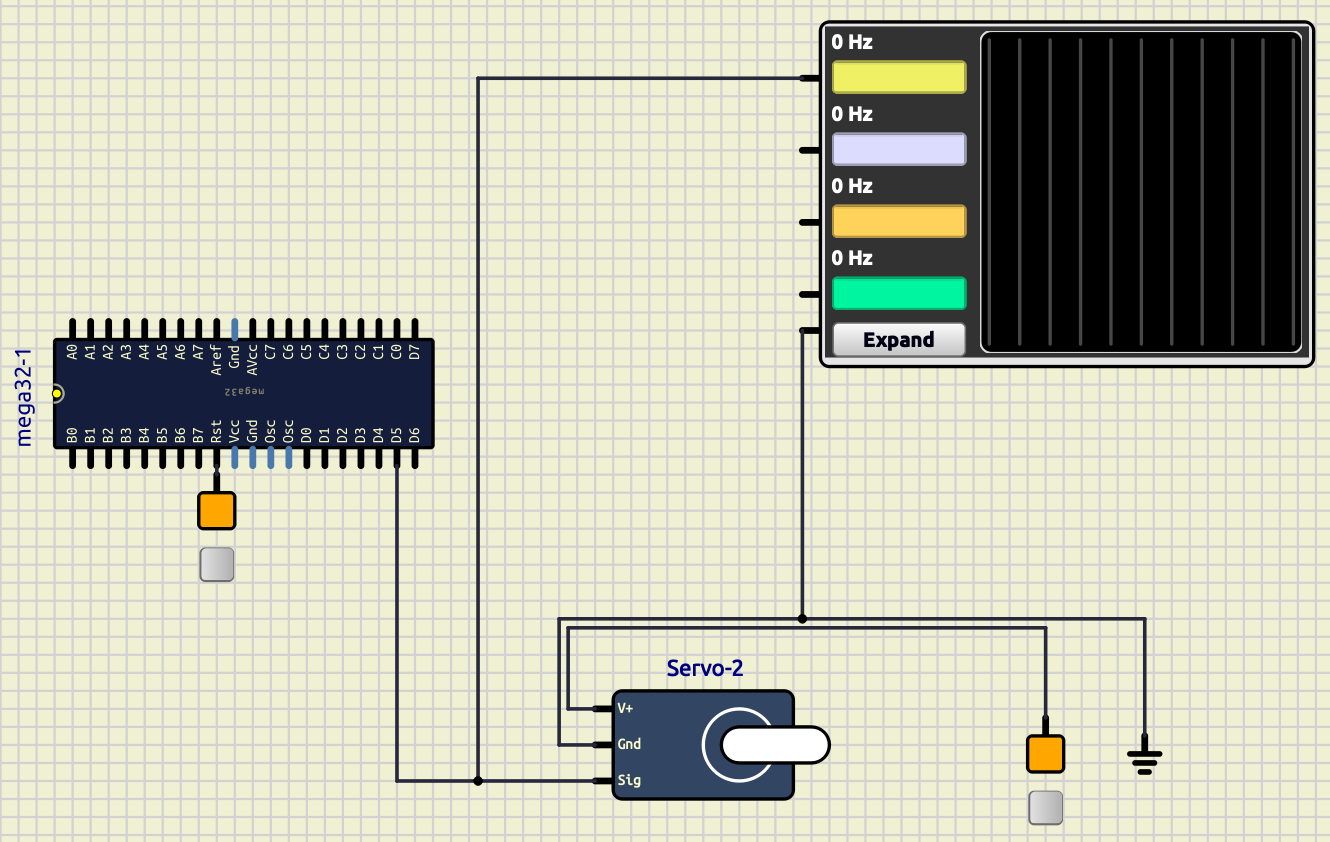 0 Hz
0 Hz
0 Hz
0 Hz
Expand
mega32-1
A0 A1 A2 A3 A4 A5 A6 A7 Aref Gnd AVcc C7 C6 C5 C4 C3 C2 C1 C0 D7
mega32
B0 B1 B2 B3 B4 B5 B6 B7 Rst Vcc Gnd Osc Osc D0 D1 D2 D3 D4 D5 D6
Servo-2
V+
Gnd
Sig